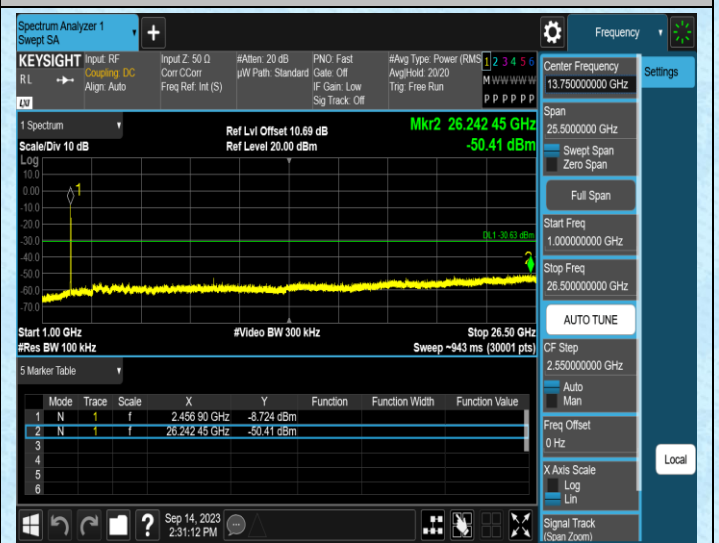 Spectrum Analyzer 1
Swept SA
+
Frequency
KEYSIGHT
RL
LXI
Input: RF
Coupling: DC
Align: Auto
Input Z: 50 Ω
Corr CCorr
Freq Ref: Int (S)
#Atten: 20 dB
µW Path: Standard
PNO: Fast
Gate: Off
IF Gain: Low
Sig Track: Off
#Avg Type: Power (RMS
Avg|Hold: 20/20
Trig: Free Run
1 2 3 4 5 6
M W W W W W
P P P P P P
1 Spectrum
Scale/Div 10 dB
Log
Ref Lvl Offset 10.69 dB
Ref Level 20.00 dBm
Mkr2 26.242 45 GHz
-50.41 dBm
10.0
0.00
-10.0
-20.0
-30.0
-40.0
-50.0
-60.0
-70.0
1
DL1 -30.63 dBm
2
Start 1.00 GHz
#Res BW 100 kHz
#Video BW 300 kHz
Stop 26.50 GHz
Sweep ~943 ms (30001 pts)
5 Marker Table
Mode Trace Scale X Y Function Function Width Function Value
1 N 1 f 2.456 90 GHz -8.724 dBm
2 N 1 f 26.242 45 GHz -50.41 dBm
3
4
5
6
Sep 14, 2023
2:31:12 PM
?
Center Frequency
13.750000000 GHz
Span
25.5000000 GHz
Swept Span
Zero Span
Full Span
Start Freq
1.000000000 GHz
Stop Freq
26.500000000 GHz
AUTO TUNE
CF Step
2.550000000 GHz
Auto
Man
Freq Offset
0 Hz
X Axis Scale
Log
Lin
Signal Track
(Span Zoom)
Settings
Local